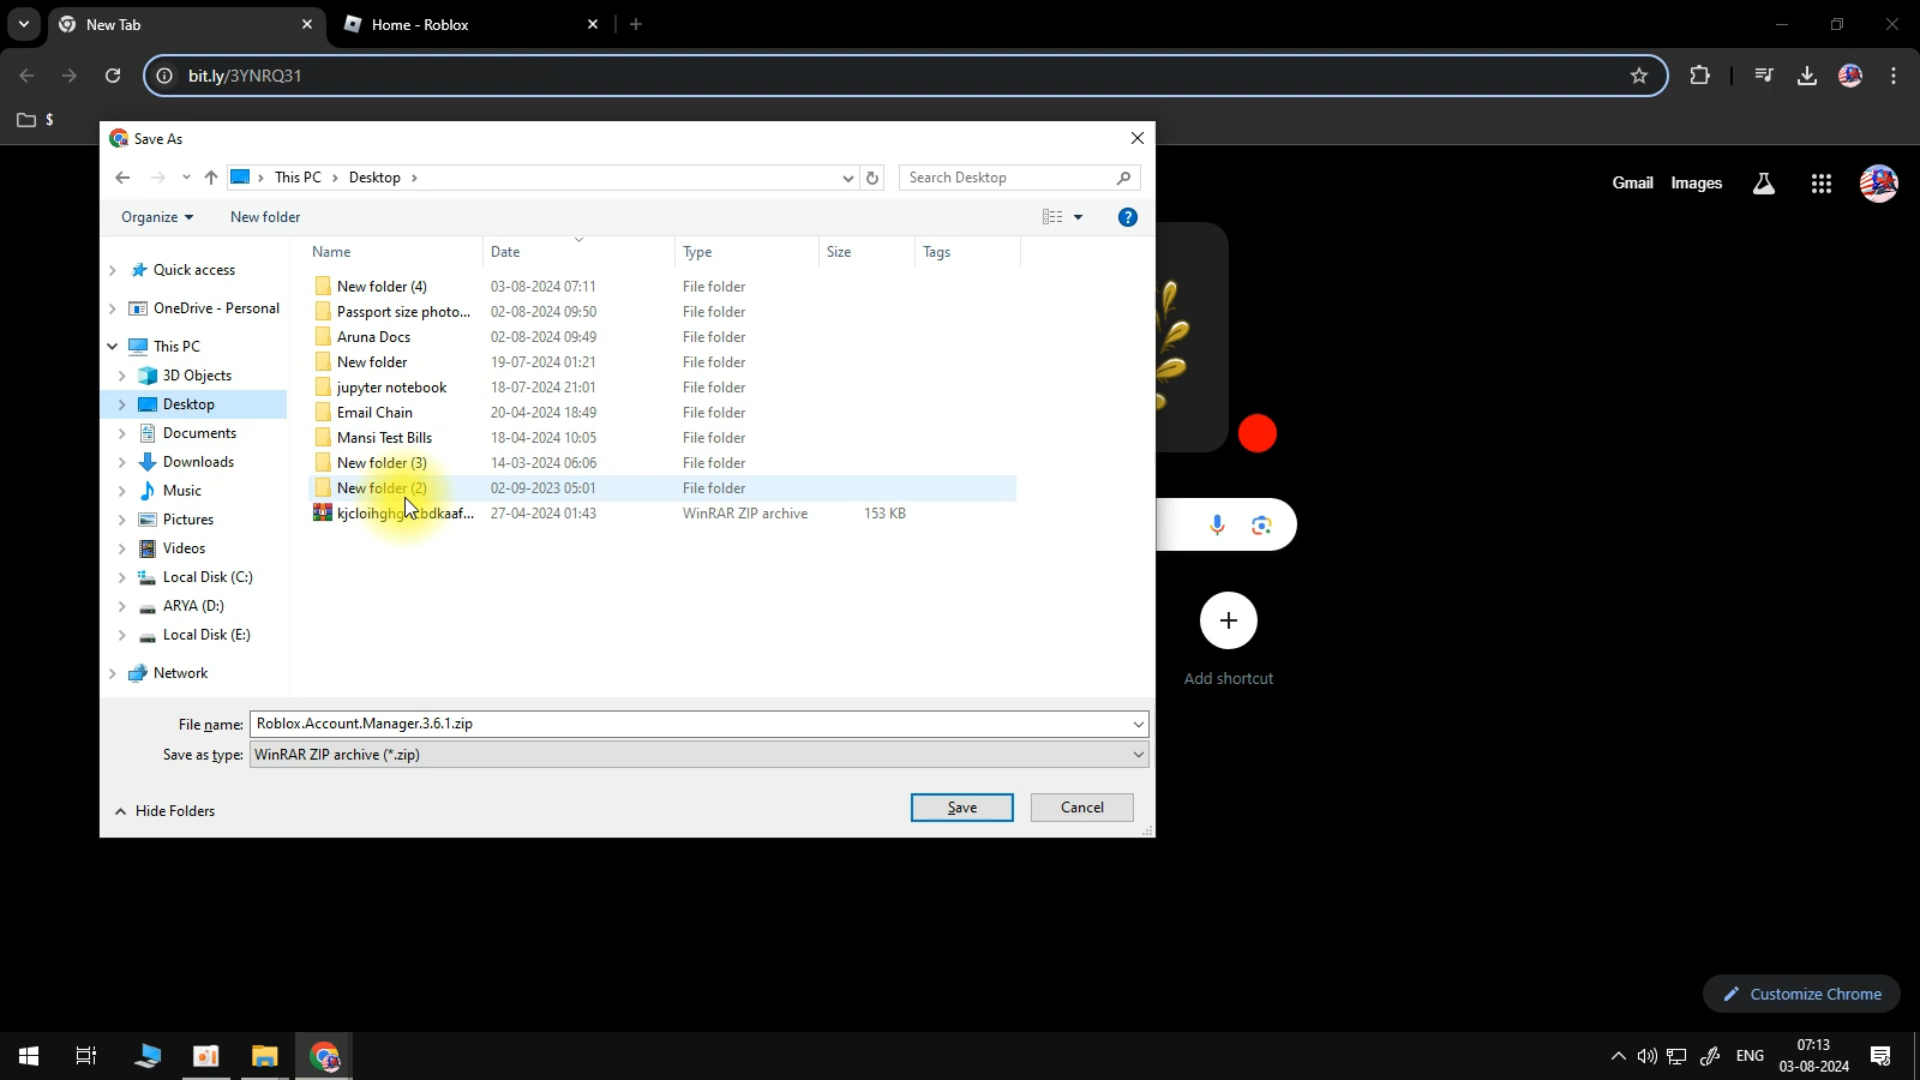 New Tab
Home - Roblox
bit.ly/3YNRQ31
$
Save As
This PC > Desktop >
Search Desktop
Organize
New folder
Name Date Type Size Tags
Quick access
OneDrive - Personal
This PC
3D Objects
Desktop
Documents
Downloads
Music
Pictures
Videos
Local Disk (C:)
ARYA (D:)
Local Disk (E:)
Network
New folder (4) 03-08-2024 07:11 File folder
Passport size photo... 02-08-2024 09:50 File folder
Aruna Docs 02-08-2024 09:49 File folder
New folder 19-07-2024 01:21 File folder
jupyter notebook 18-07-2024 21:01 File folder
Email Chain 20-04-2024 18:49 File folder
Mansi Test Bills 18-04-2024 10:05 File folder
New folder (3) 14-03-2024 06:06 File folder
New folder (2) 02-09-2023 05:01 File folder
27-04-2024 01:43 WinRAR ZIP archive 153 KB
File name: Roblox.Account.Manager.3.6.1.zip
Save as type: WinRAR ZIP archive (*.zip)
Hide Folders
Save
Cancel
Gmail
Images
Add shortcut
Customize Chrome
ENG
07:13
03-08-2024